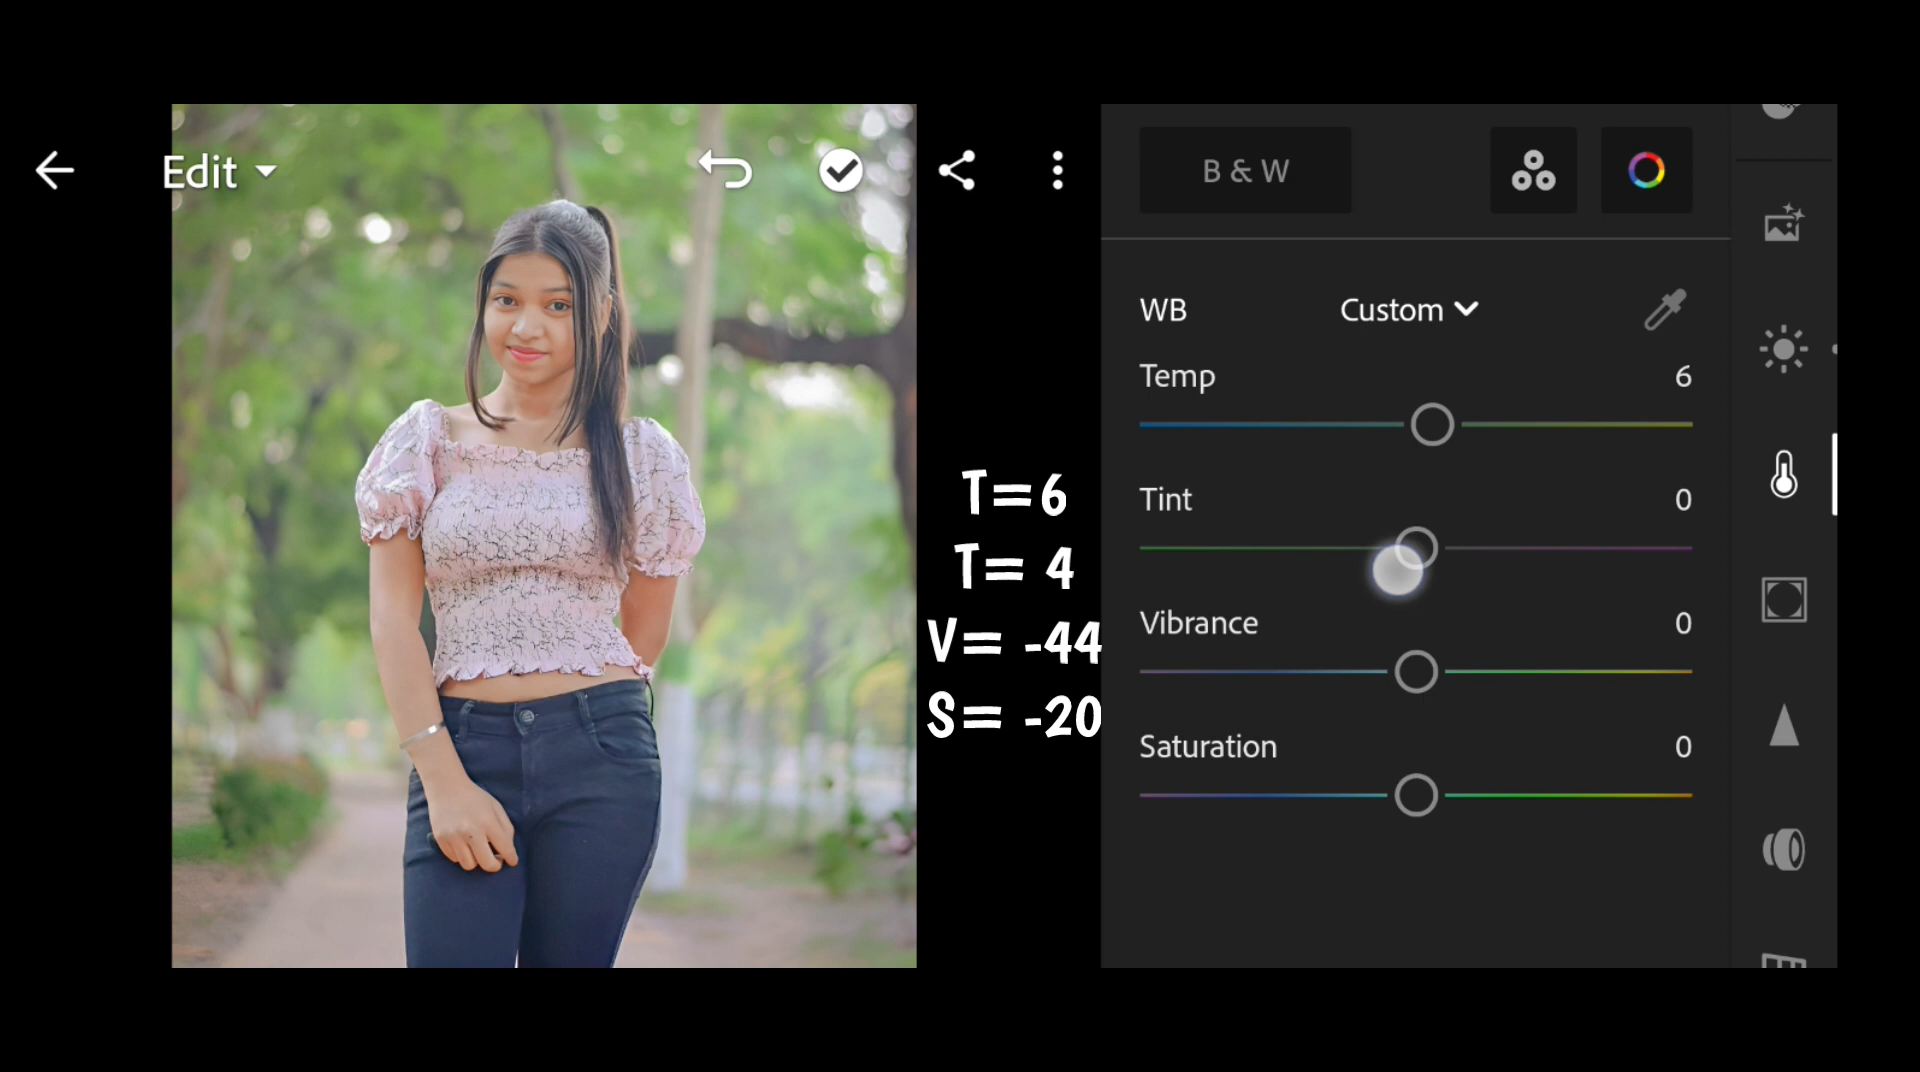 Edit
B & W
WB Custom
Temp 6
Tint 0
Vibrance 0
Saturation 0
T=6
T= 4
V= -44
S= -20